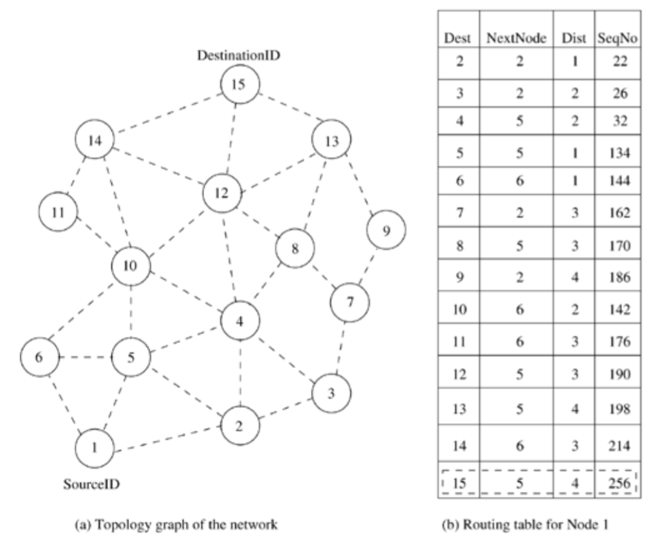 DestinationID
15
14
13
12
11
9
8
10
7
4
6
5
3
2
1
SourceID
(a) Topology graph of the network
Dest NextNode Dist SeqNo
2 2 1 22
3 2 2 26
4 5 2 32
5 5 1 134
6 6 1 144
7 2 3 162
8 5 3 170
9 2 4 186
10 6 2 142
11 6 3 176
12 5 3 190
13 5 4 198
14 6 3 214
15 5 4 256
(b) Routing table for Node 1